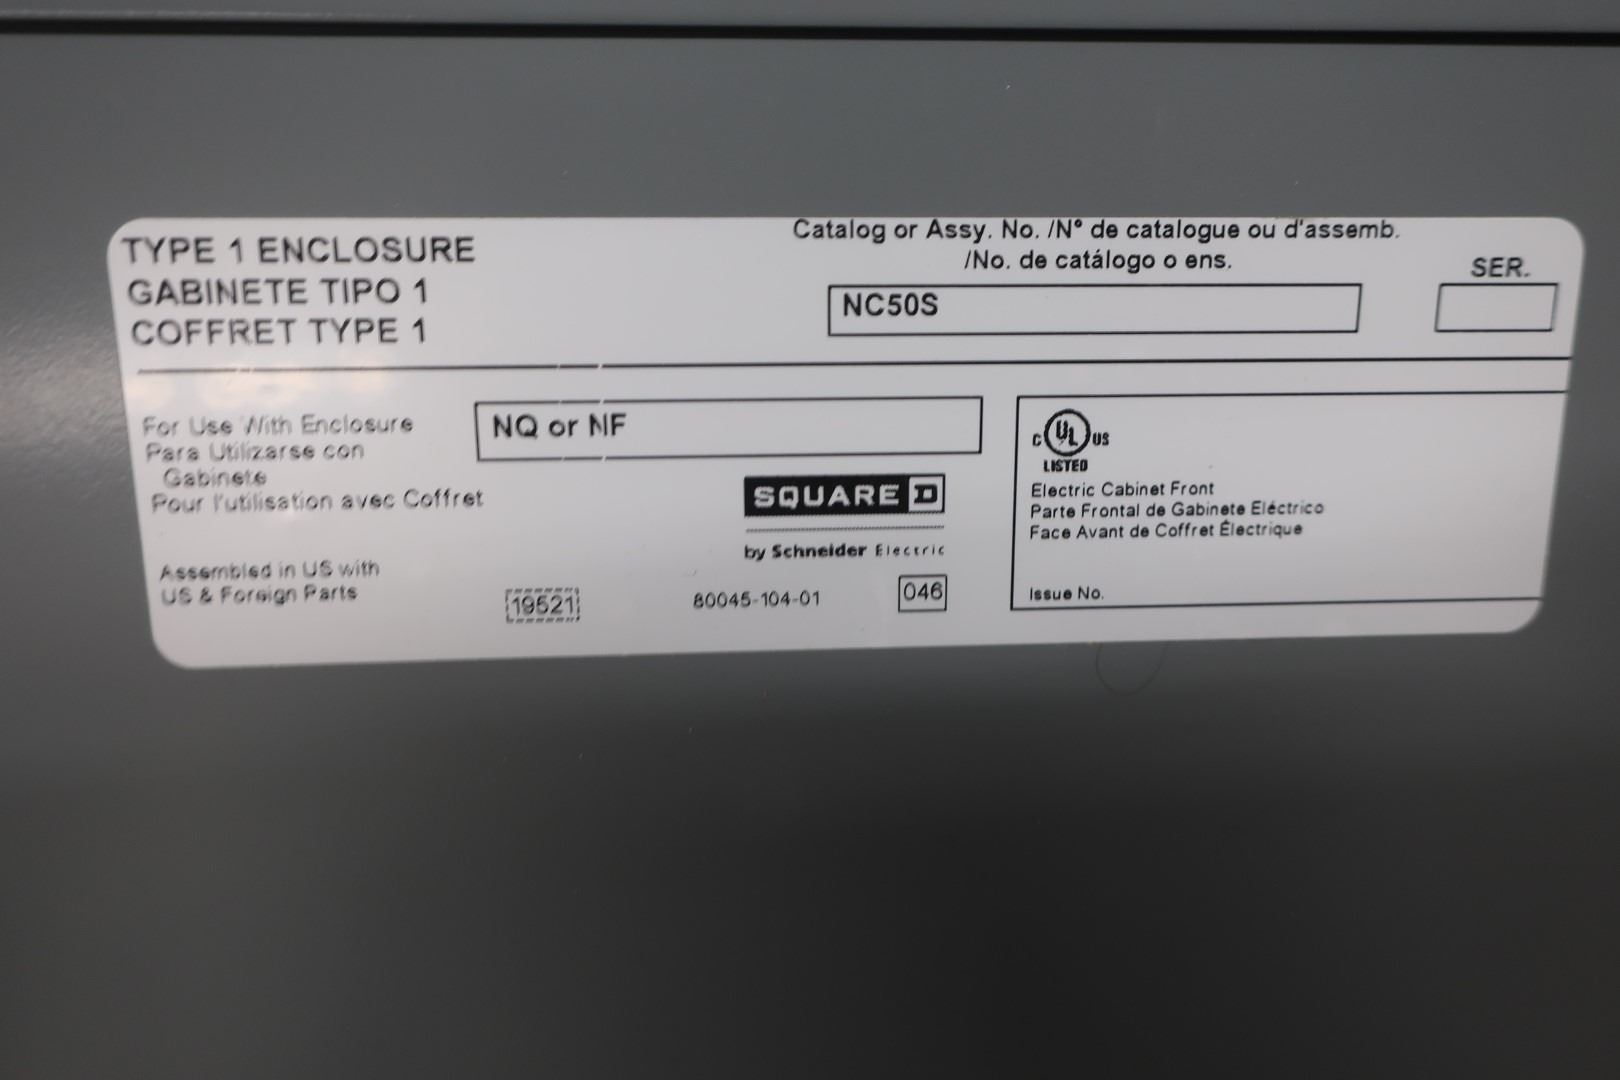 TYPE 1 ENCLOSURE
GABINETE TIPO 1
COFFRET TYPE 1
Catalog or Assy. No. /N° de catalogue ou d'assemb.
/No. de catálogo o ens.
NC50S
SER.
For Use With Enclosure
Para Utilizarse con
Gabinete
Pour l'utilisation avec Coffret
NQ or NF
SQUARE D
by Schneider Electric
Assembled in US with
US & Foreign Parts
19521
80045-104-01
046
C UL US
LISTED
Electric Cabinet Front
Parte Frontal de Gabinete Eléctrico
Face Avant de Coffret Électrique
Issue No.